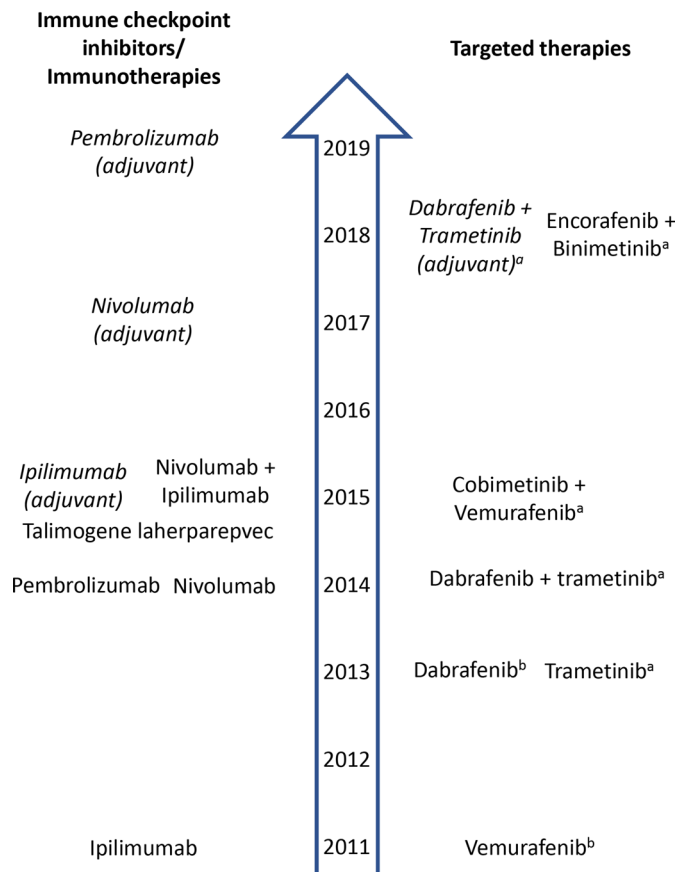 Immune checkpoint
inhibitors/
Immunotherapies
Targeted therapies
Pembrolizumab
(adjuvant)
2019
Dabrafenib +
Trametinib
(adjuvant)ᵃ
Encorafenib +
Binimetinibᵃ
2018
Nivolumab
(adjuvant)
2017
2016
Ipilimumab
(adjuvant)
Nivolumab +
Ipilimumab
Talimogene laherparepvec
2015
Cobimetinib +
Vemurafenibᵃ
Pembrolizumab
Nivolumab
2014
Dabrafenib + trametinibᵃ
2013
Dabrafenibᵇ
Trametinibᵃ
2012
Ipilimumab
2011
Vemurafenibᵇ